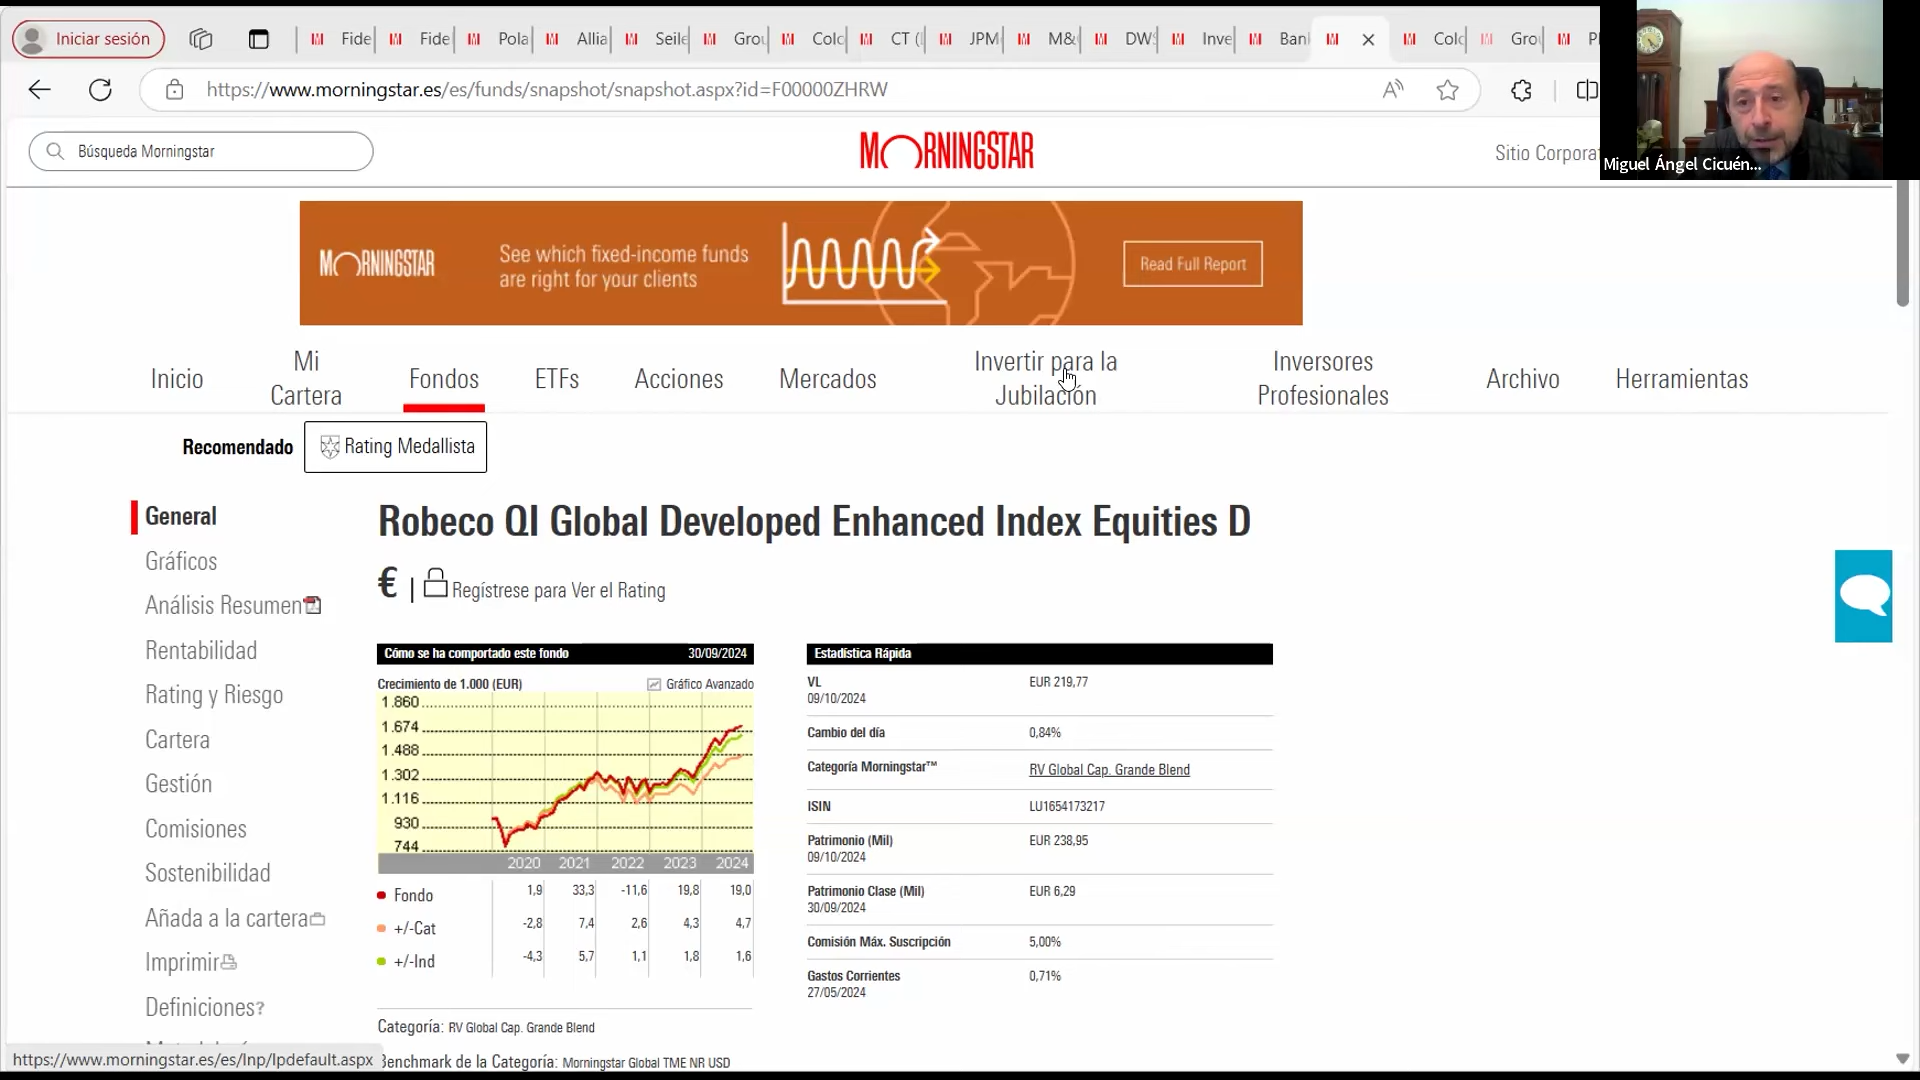 Iniciar sesión
Fide
Fide
Pola
Allia
Seile
Grou
Colo
CT (
JPM
M&
DWS
Inve
Bank
Colo
Grou
https://www.morningstar.es/es/funds/snapshot/snapshot.aspx?id=F00000ZHRW
Miguel Ángel Cicuén...
Búsqueda Morningstar
MORNINGSTAR
Sitio Corporat
MORNINGSTAR
See which fixed-income funds
are right for your clients
Read Full Report
Inicio
Mi
Cartera
Fondos
ETFs
Acciones
Mercados
Invertir para la
Jubilación
Inversores
Profesionales
Archivo
Herramientas
Recomendado
Rating Medallista
General
Gráficos
Análisis Resumen
Rentabilidad
Rating y Riesgo
Cartera
Gestión
Comisiones
Sostenibilidad
Añada a la cartera
Imprimir
Definiciones?
Robeco QI Global Developed Enhanced Index Equities D
€ | Regístrese para Ver el Rating
Cómo se ha comportado este fondo 30/09/2024
Crecimiento de 1.000 (EUR) Gráfico Avanzado
1.860
1.674
1.488
1.302
1.116
930
744
2020 2021 2022 2023 2024
Fondo 1,9 33,3 -11,6 19,8 19,0
+/-Cat -2,8 7,4 2,6 4,3 4,7
+/-Ind -4,3 5,7 1,1 1,8 1,6
Categoría: RV Global Cap. Grande Blend
Benchmark de la Categoría: Morningstar Global TME NR USD
Estadística Rápida
VL EUR 219,77
09/10/2024
Cambio del día 0,84%
Categoría Morningstar™ RV Global Cap. Grande Blend
ISIN LU1654173217
Patrimonio (Mil) EUR 238,95
09/10/2024
Patrimonio Clase (Mil) EUR 6,29
30/09/2024
Comisión Máx. Suscripción 5,00%
Gastos Corrientes 0,71%
27/05/2024
https://www.morningstar.es/es/lnp/lpdefault.aspx